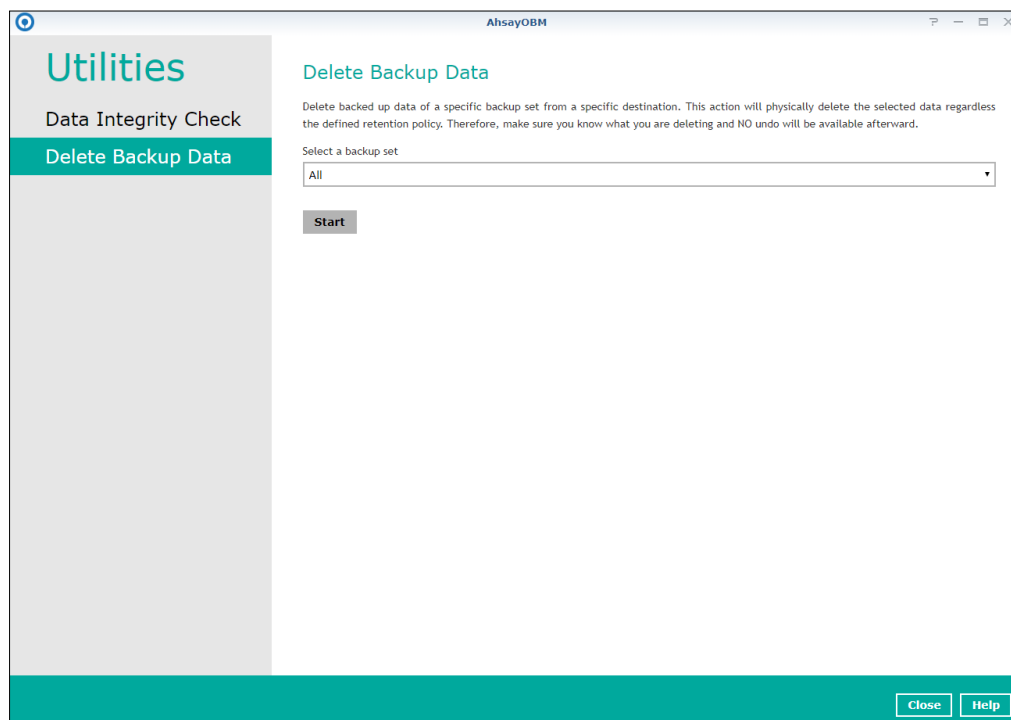 AhsayOBM
Utilities
Data Integrity Check
Delete Backup Data
Delete Backup Data
Delete backed up data of a specific backup set from a specific destination. This action will physically delete the selected data regardless
the defined retention policy. Therefore, make sure you know what you are deleting and NO undo will be available afterward.
Select a backup set
All
Start
Close
Help